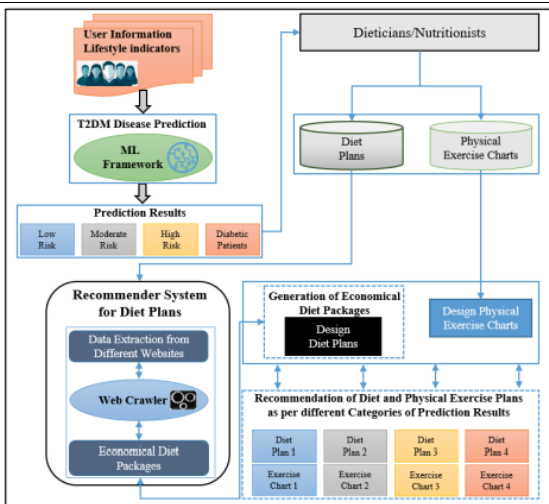 User Information
Lifestyle indicators
Dieticians/Nutritionists
T2DM Disease Prediction
ML
Framework
Diet
Plans
Physical
Exercise Charts
Prediction Results
Low
Risk
Moderate
Risk
High
Risk
Diabetic
Patients
Recommender System
for Diet Plans
Data Extraction from
Different Websites
Web Crawler
Economical Diet
Packages
Generation of Economical
Diet Packages
Design
Diet Plans
Design Physical
Exercise Charts
Recommendation of Diet and Physical Exercise Plans
as per different Categories of Prediction Results
Diet
Plan 1
Diet
Plan 2
Diet
Plan 3
Diet
Plan 4
Exercise
Chart 1
Exercise
Chart 2
Exercise
Chart 3
Exercise
Chart 4